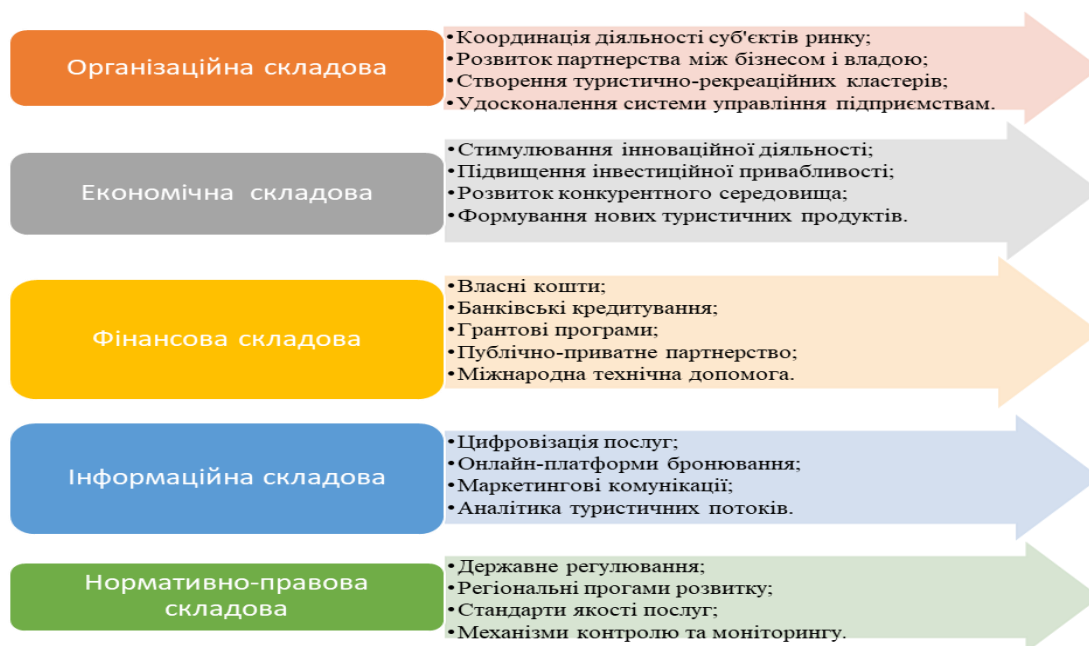 Організаційна складова
•Координація діяльності суб'єктів ринку;
•Розвиток партнерства між бізнесом і владою;
•Створення туристично-рекреаційних кластерів;
•Удосконалення системи управління підприємствам.
Економічна складова
•Стимулювання інноваційної діяльності;
•Підвищення інвестиційної привабливості;
•Розвиток конкурентного середовища;
•Формування нових туристичних продуктів.
Фінансова складова
•Власні кошти;
•Банківські кредитування;
•Грантові програми;
•Публічно-приватне партнерство;
•Міжнародна технічна допомога.
Інформаційна складова
•Цифровізація послуг;
•Онлайн-платформи бронювання;
•Маркетингові комунікації;
•Аналітика туристичних потоків.
Нормативно-правова
складова
•Державне регулювання;
•Регіональні прогами розвитку;
•Стандарти якості послуг;
•Механізми контролю та моніторингу.